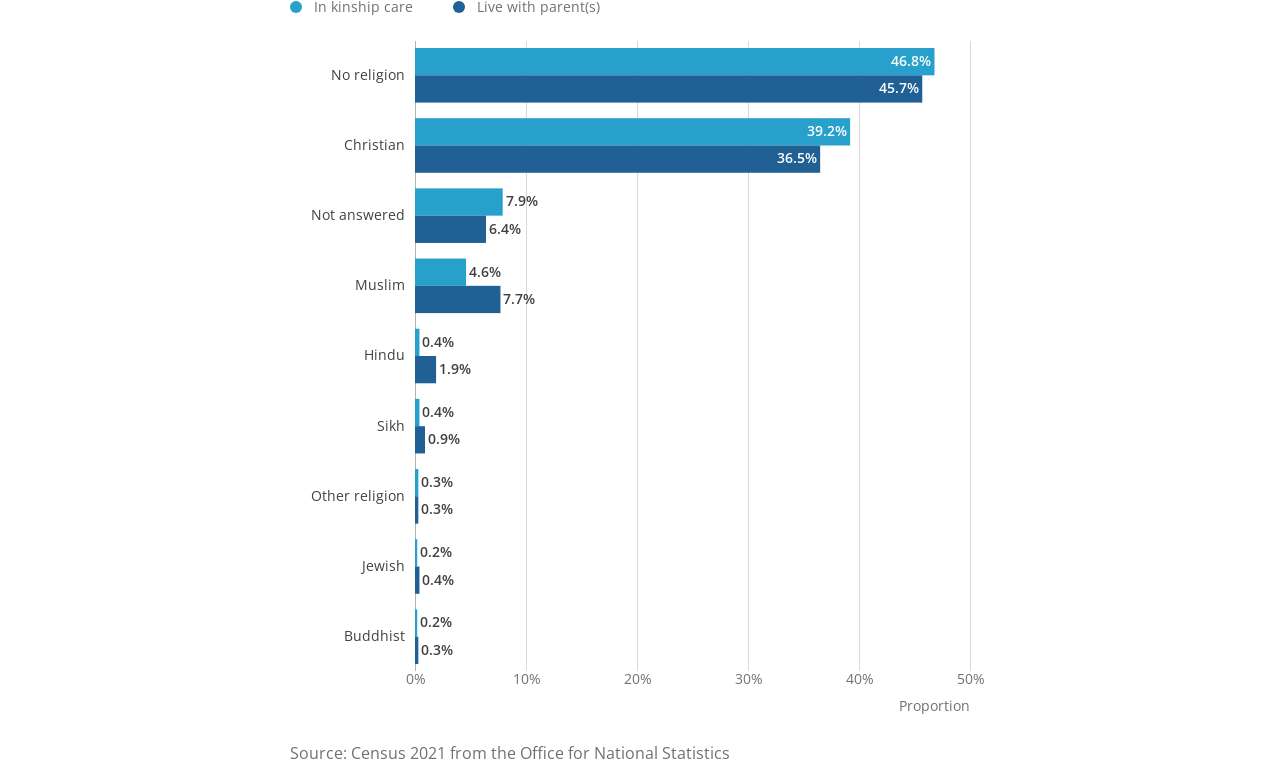 In kinship care Live with parent(s)
No religion 46.8%
45.7%
Christian 39.2%
36.5%
Not answered 7.9%
6.4%
Muslim 4.6%
7.7%
Hindu 0.4%
1.9%
Sikh 0.4%
0.9%
Other religion 0.3%
0.3%
Jewish 0.2%
0.4%
Buddhist 0.2%
0.3%
0% 10% 20% 30% 40% 50%
Proportion
Source: Census 2021 from the Office for National Statistics